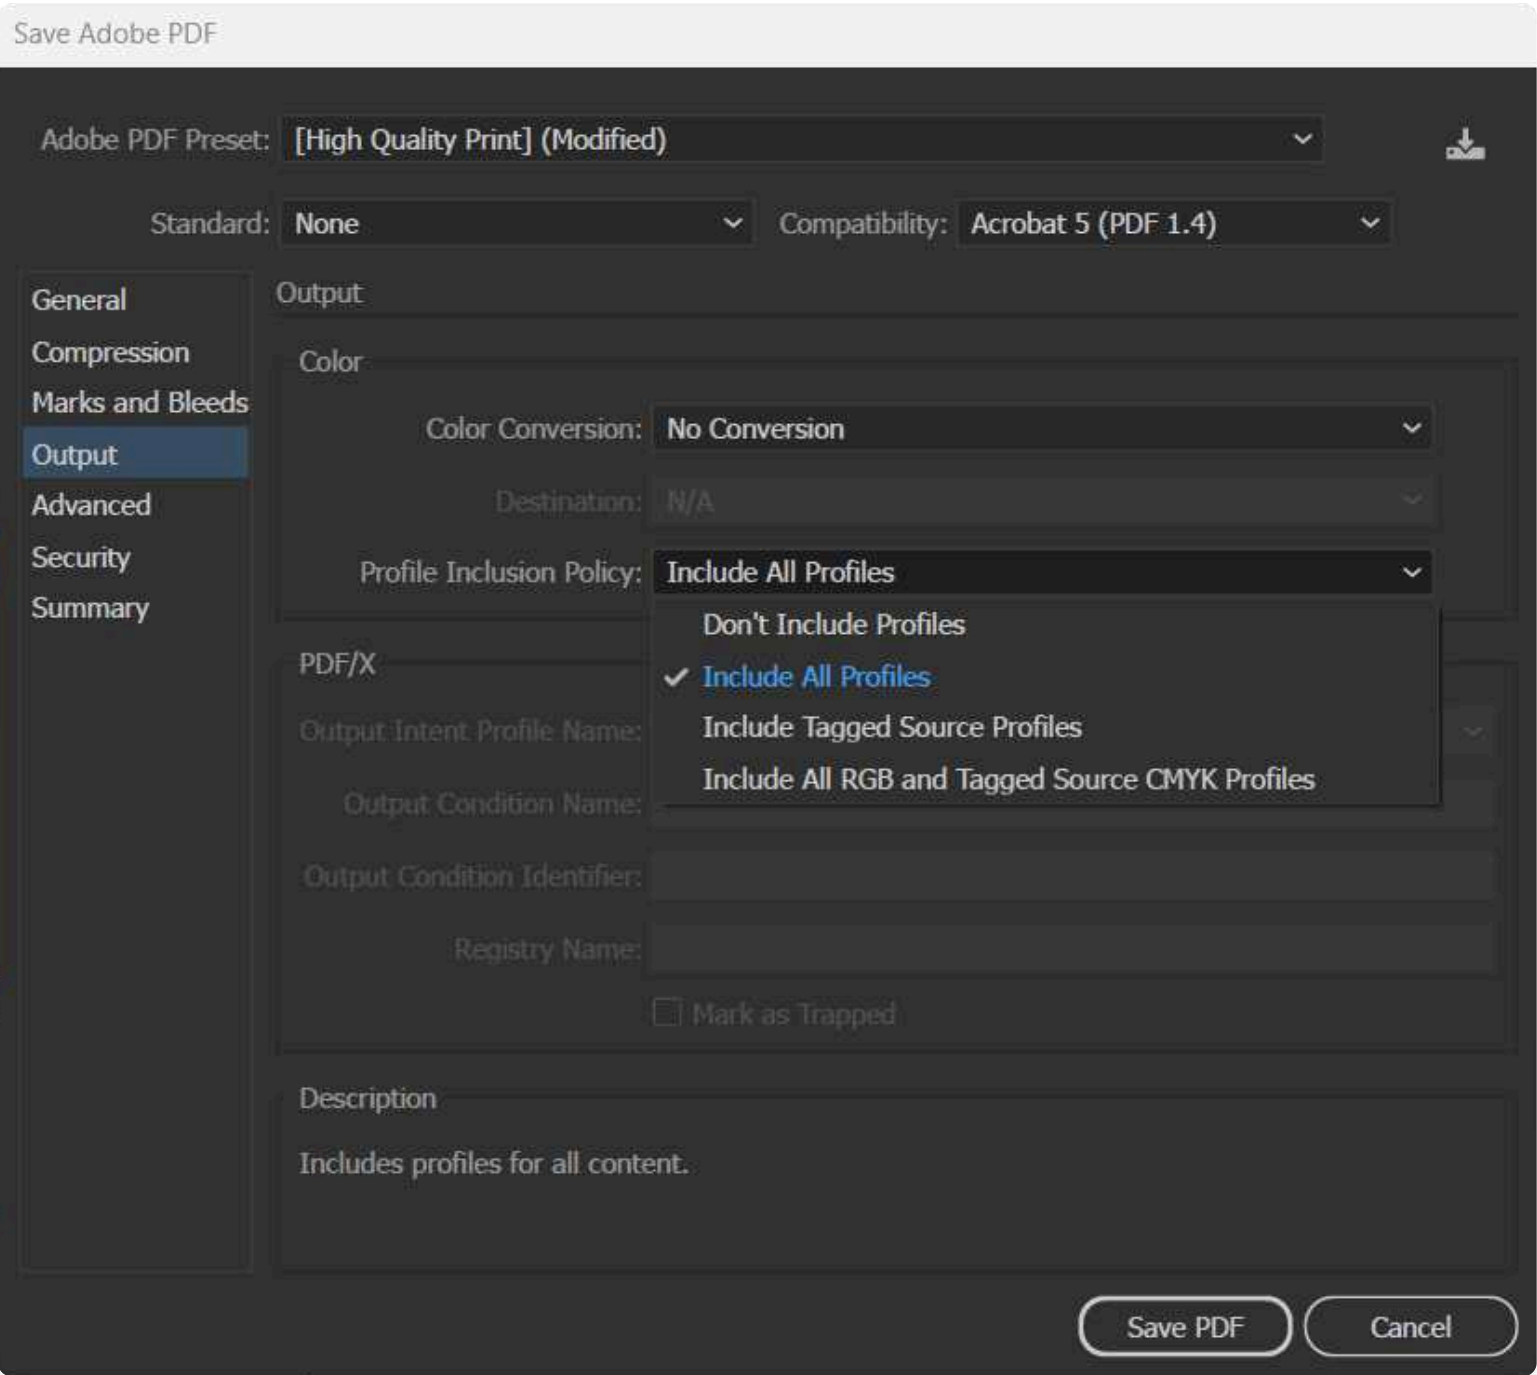 Save Adobe PDF
Adobe PDF Preset: [High Quality Print] (Modified)
Standard: None Compatibility: Acrobat 5 (PDF 1.4)
General
Compression
Marks and Bleeds
Output
Advanced
Security
Summary
Output
Color
Color Conversion: No Conversion
Destination: N/A
Profile Inclusion Policy: Include All Profiles
Don't Include Profiles
Include All Profiles
Include Tagged Source Profiles
Include All RGB and Tagged Source CMYK Profiles
PDF/X
Output Intent Profile Name:
Output Condition Name:
Output Condition Identifier:
Registry Name:
Mark as Trapped
Description
Includes profiles for all content.
Save PDF Cancel